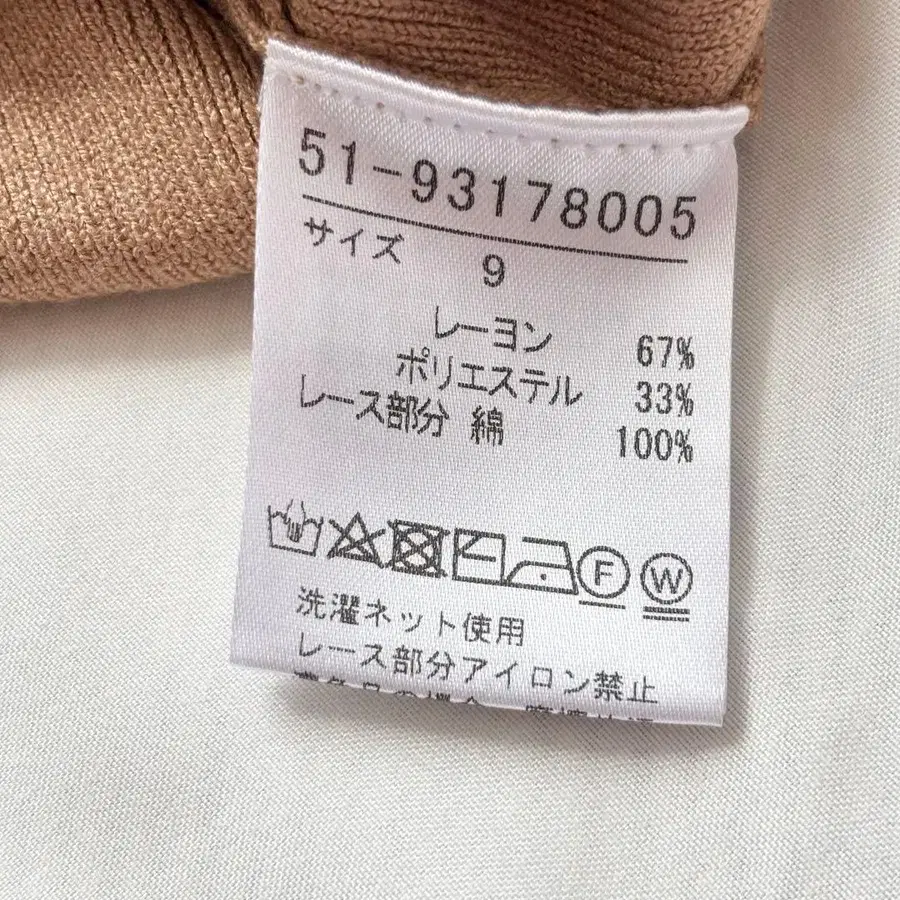 51-93178005
サイズ 9
レーヨン 67%
ポリエステル 33%
レース部分 綿 100%
F W
洗濯ネット使用
レース部分アイロン禁止